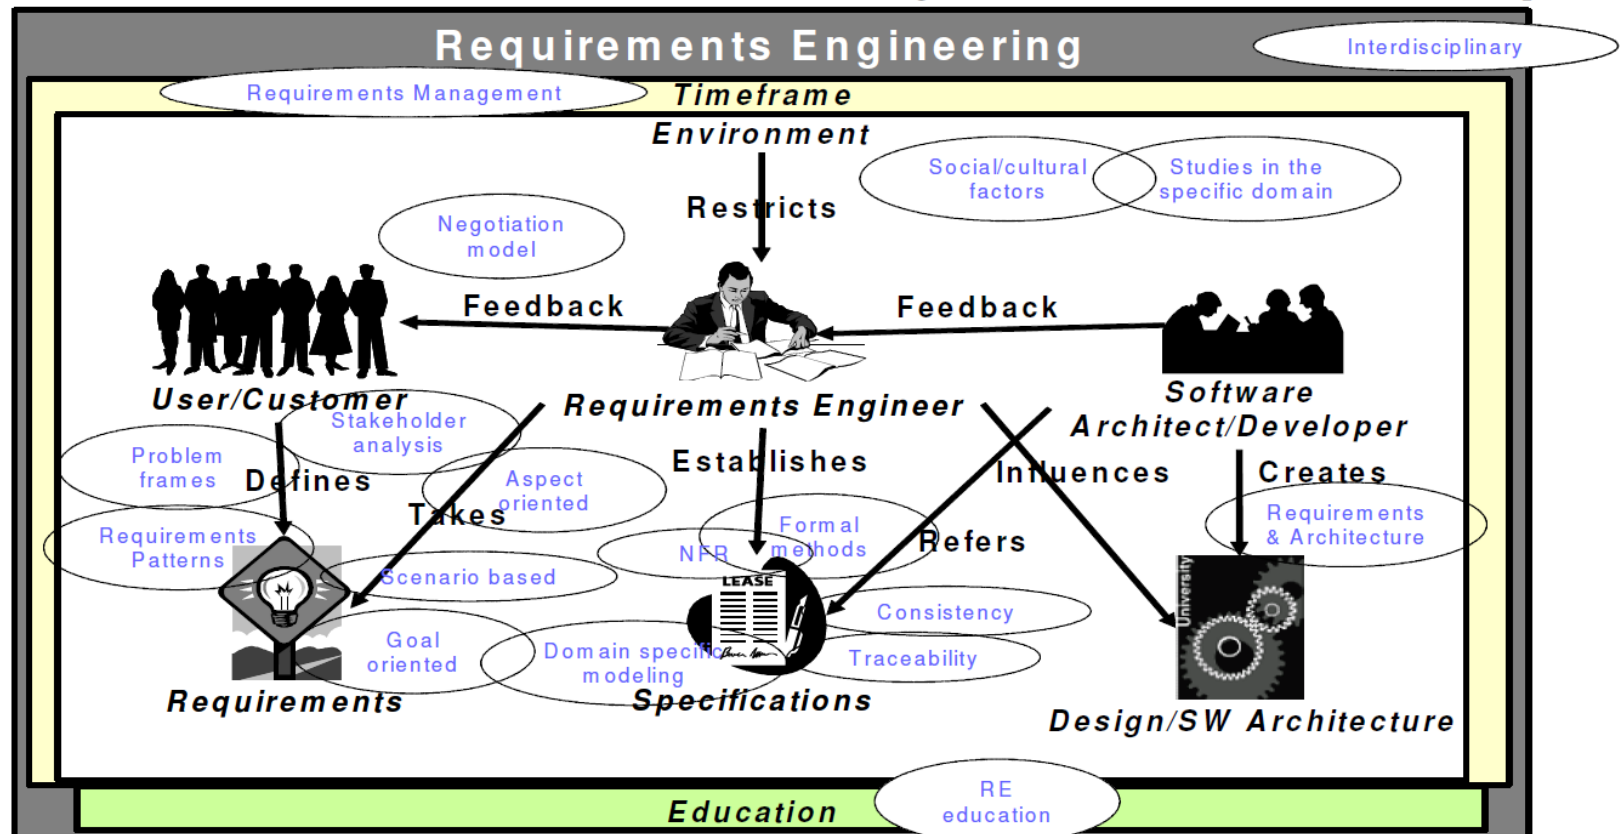 Requirements Engineering
Interdisciplinary
Requirements Management
Timeframe
Environment
Social/cultural
factors
Studies in the
specific domain
Restricts
Negotiation
model
Feedback
Feedback
User/Customer
Requirements Engineer
Software
Architect/Developer
Stakeholder
analysis
Problem
frames
Defines
Establishes
Influences
Creates
Aspect
oriented
Takes
Requirements
Patterns
Formal
methods
NFR
Refers
Requirements
& Architecture
Scenario based
LEASE
University
Consistency
Goal
oriented
Domain specific
modeling
Traceability
Requirements
Specifications
Design/SW Architecture
RE
education
Education